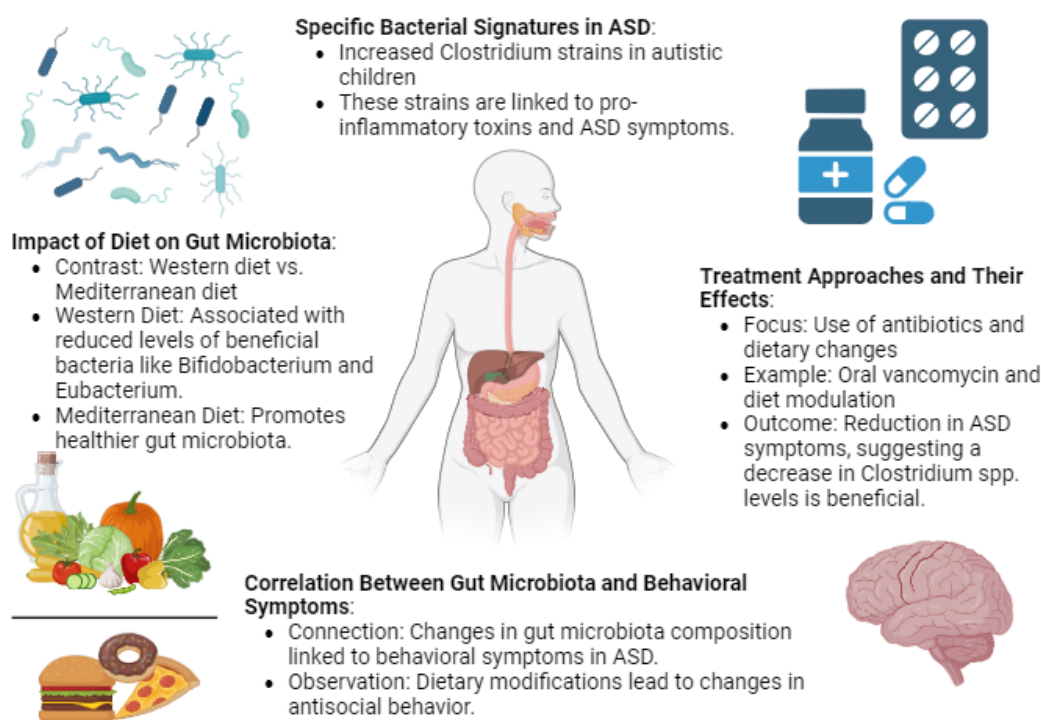 Specific Bacterial Signatures in ASD:
• Increased Clostridium strains in autistic
children
• These strains are linked to pro-
inflammatory toxins and ASD symptoms.
Impact of Diet on Gut Microbiota:
• Contrast: Western diet vs.
Mediterranean diet
• Western Diet: Associated with
reduced levels of beneficial
bacteria like Bifidobacterium and
Eubacterium.
• Mediterranean Diet: Promotes
healthier gut microbiota.
Treatment Approaches and Their
Effects:
• Focus: Use of antibiotics and
dietary changes
• Example: Oral vancomycin and
diet modulation
• Outcome: Reduction in ASD
symptoms, suggesting a
decrease in Clostridium spp.
levels is beneficial.
Correlation Between Gut Microbiota and Behavioral
Symptoms:
• Connection: Changes in gut microbiota composition
linked to behavioral symptoms in ASD.
• Observation: Dietary modifications lead to changes in
antisocial behavior.